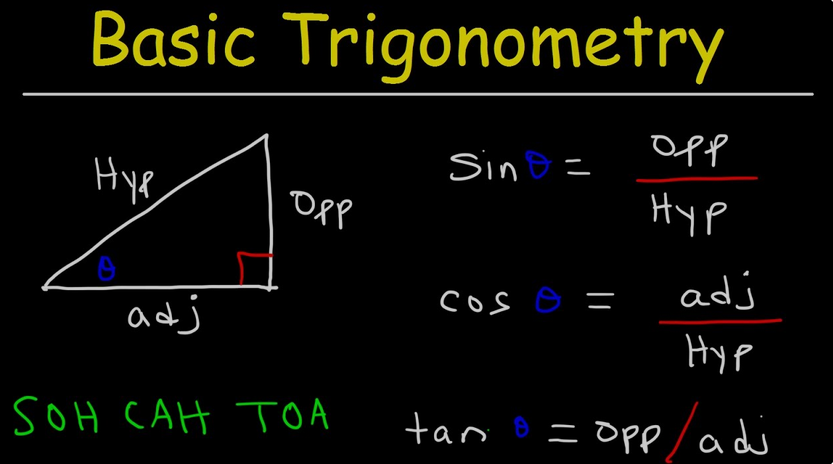 Basic Trigonometry
Hyp
Opp
θ
adj
SOH CAH TOA
Sin θ = Opp / Hyp
cos θ = adj / Hyp
tan θ = Opp / adj